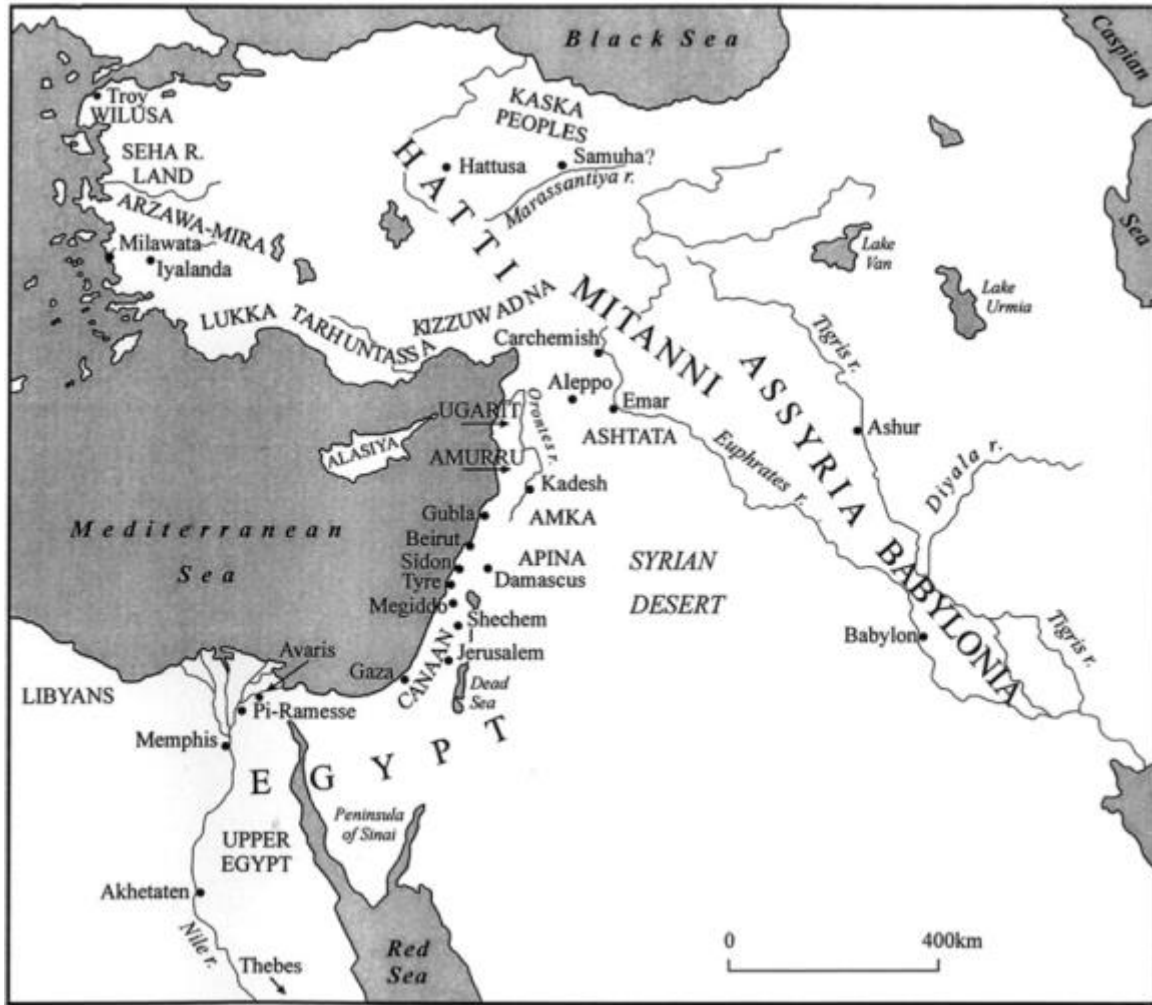 Black Sea
Caspian
Sea
Troy
WILUSA
KASKA
PEOPLES
SEHA R.
LAND
HATTI
Hattusa
Samuha?
Marassantiya r.
ARZAWA-MIRA
Milawata
Iyalanda
Lake
Van
Lake
Urmia
LUKKA
TARHUNTASSA
KIZZUWADNA
MITANNI
ASSYRIA
Tigris r.
Carchemish
Aleppo
Emar
ASHTATA
UGARIT
Orontes r.
ALASIYA
AMURRU
Euphrates r.
Ashur
Diyala r.
Kadesh
Gubla
AMKA
Mediterranean
Sea
Beirut
Sidon
APINA
Tyre
Damascus
SYRIAN
DESERT
Megiddo
Shechem
BABYLONIA
Babylon
Tigris r.
Avaris
Jerusalem
Gaza
CANAAN
Dead
Sea
LIBYANS
Pi-Ramesse
Memphis
EGYPT
Peninsula
of Sinai
UPPER
EGYPT
Akhetaten
Nile r.
Thebes
Red
Sea
0 400km